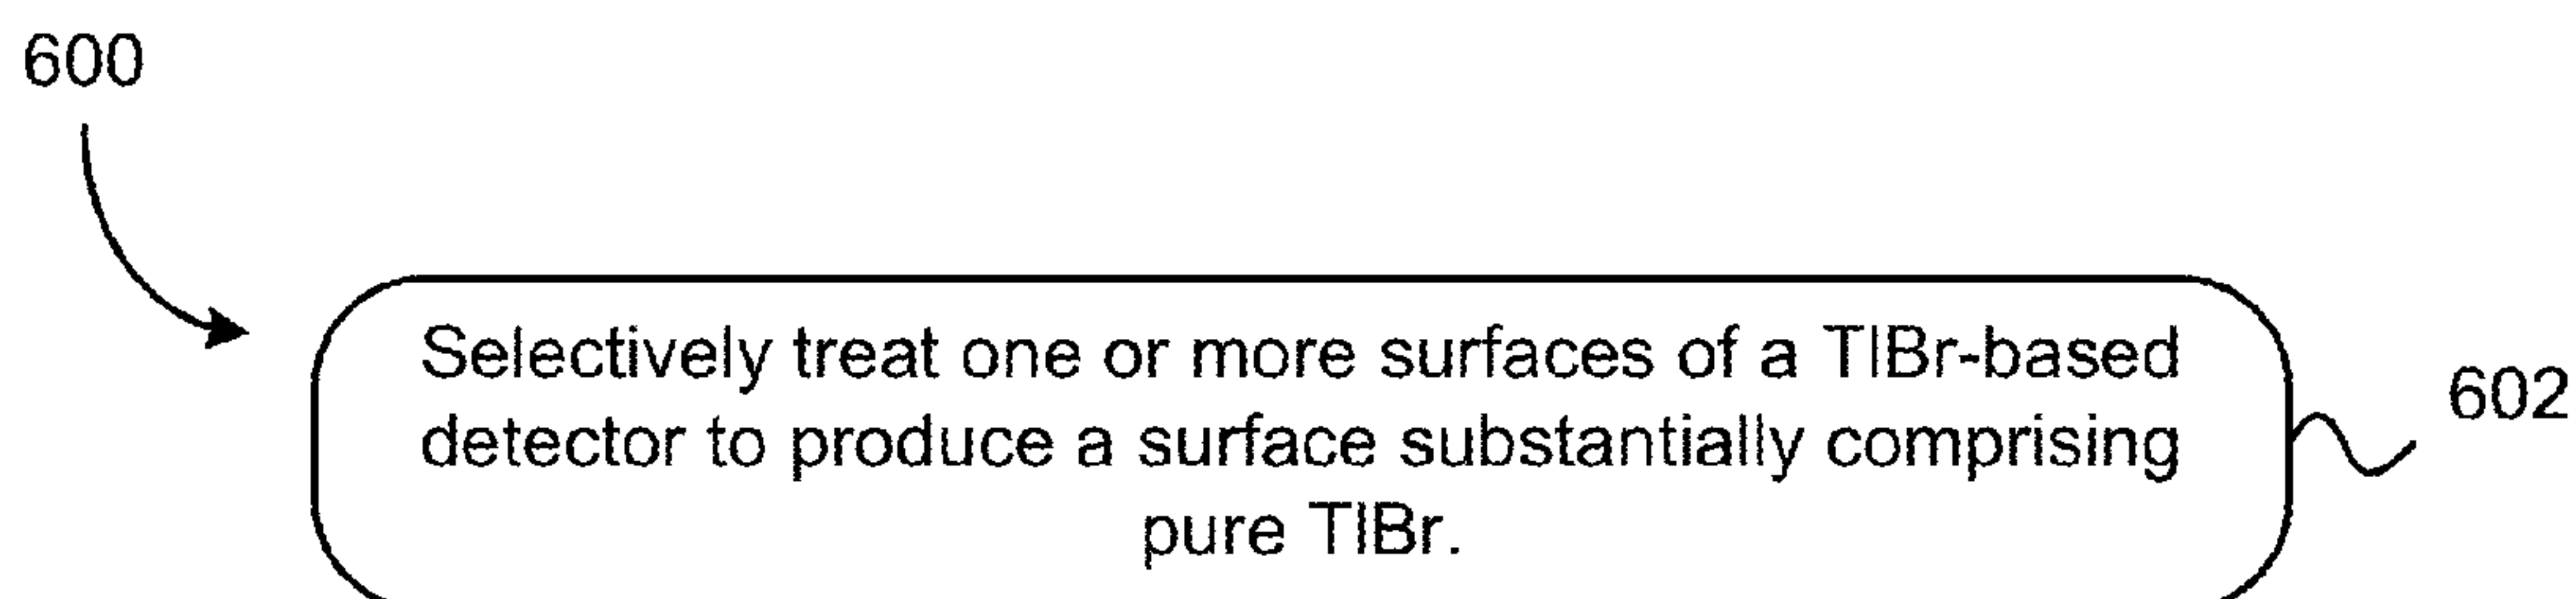 600
Selectively treat one or more surfaces of a TlBr-based
602
detector to produce a surface substantially comprising
pure TlBr.